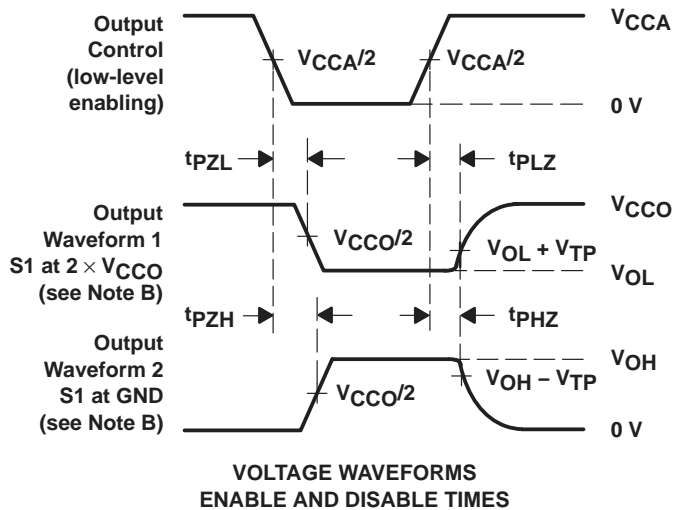 Output
Control
(low-level
enabling)
VCCA/2
VCCA/2
VCCA
0 V
tPZL
tPLZ
Output
Waveform 1
S1 at 2 × VCCO
(see Note B)
VCCO/2
VCCO
VOL + VTP
VOL
tPZH
tPHZ
Output
Waveform 2
S1 at GND
(see Note B)
VCCO/2
VOH
VOH − VTP
0 V
VOLTAGE WAVEFORMS
ENABLE AND DISABLE TIMES